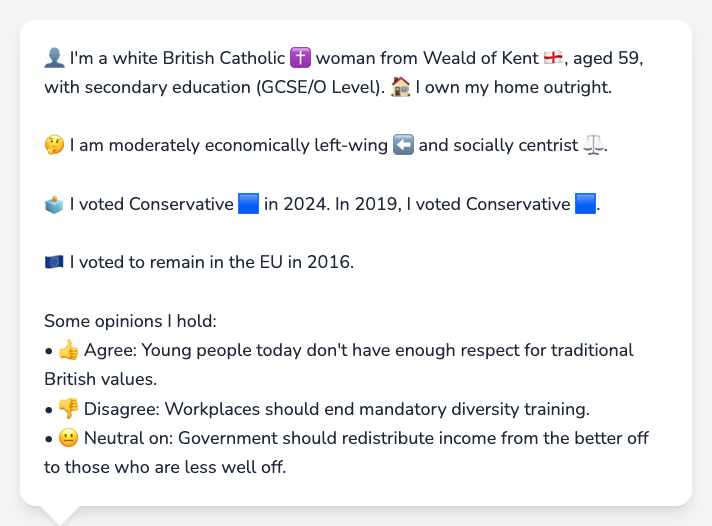 👤 I'm a white British Catholic ✝️ woman from Weald of Kent 🏴󠁧󠁢󠁥󠁮󠁧󠁿, aged 59,
with secondary education (GCSE/O Level). 🏠 I own my home outright.
🤔 I am moderately economically left-wing ⬅️ and socially centrist ⚖️.
🗳️ I voted Conservative 🟦 in 2024. In 2019, I voted Conservative 🟦.
🇪🇺 I voted to remain in the EU in 2016.
Some opinions I hold:
• 👍 Agree: Young people today don't have enough respect for traditional
British values.
• 👎 Disagree: Workplaces should end mandatory diversity training.
• 😐 Neutral on: Government should redistribute income from the better off
to those who are less well off.